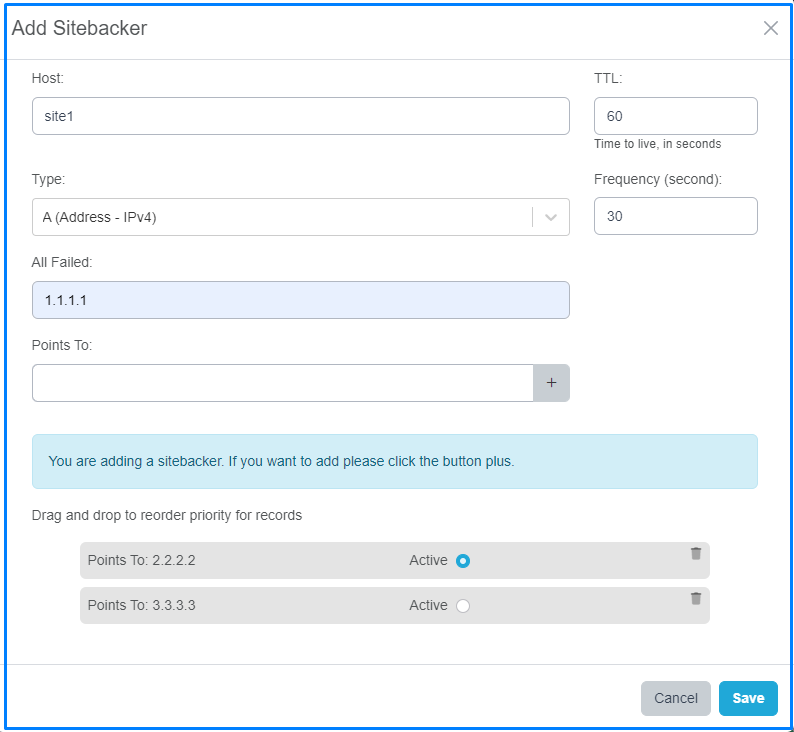 Add Sitebacker
Host:
TTL:
site1
60
Time to live, in seconds
Type:
Frequency (second):
A (Address - IPv4)
30
All Failed:
1.1.1.1
Points To:
+
You are adding a sitebacker. If you want to add please click the button plus.
Drag and drop to reorder priority for records
Points To: 2.2.2.2 Active
Points To: 3.3.3.3 Active
Cancel Save